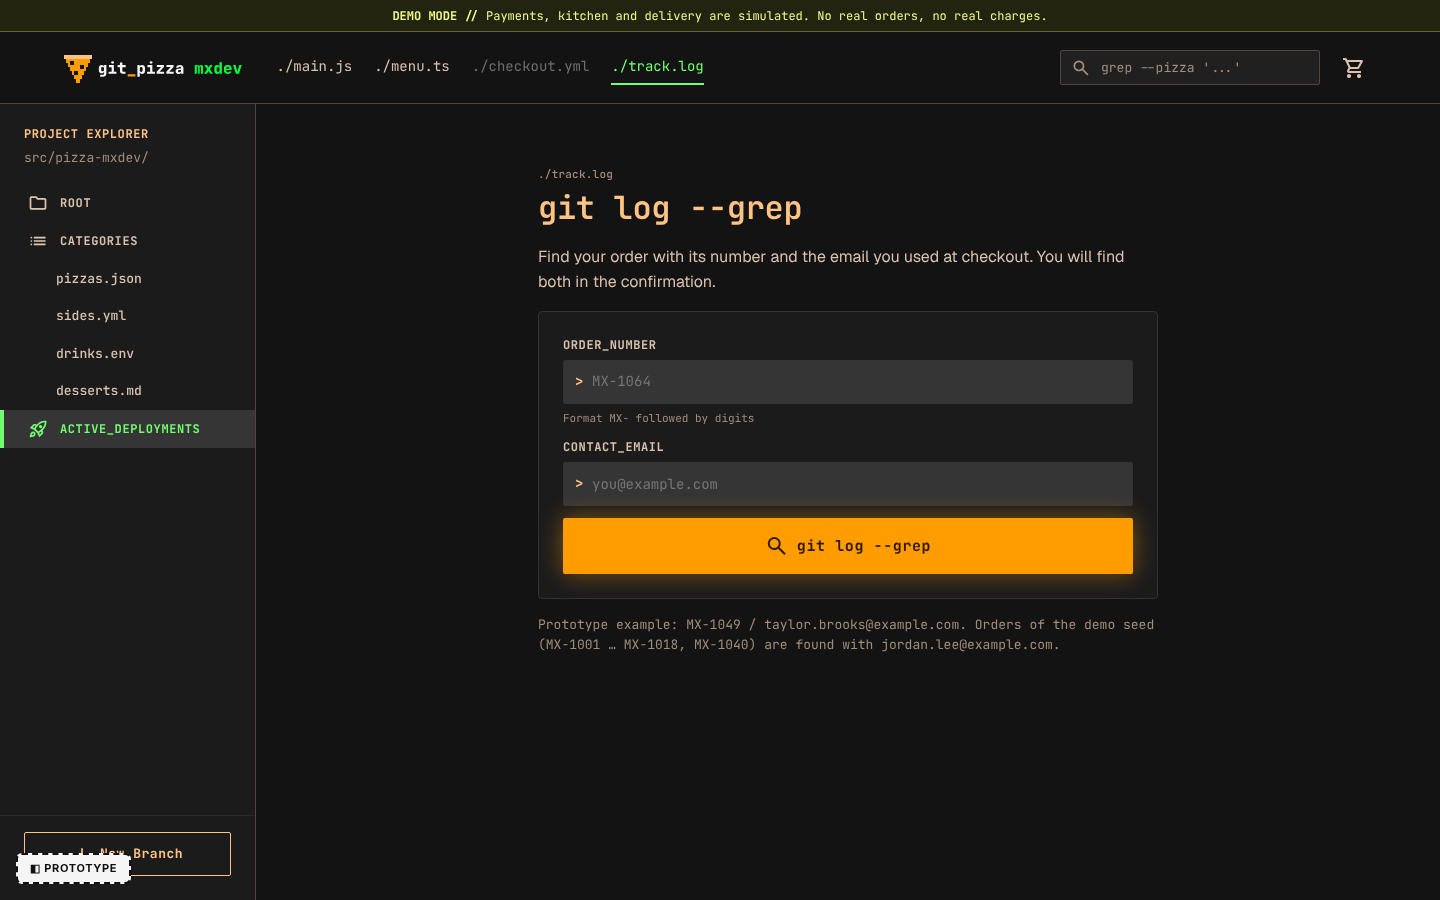 DEMO MODE // Payments, kitchen and delivery are simulated. No real orders, no real charges.
git_pizza mxdev
./main.js
./menu.ts
./checkout.yml
./track.log
grep --pizza '...'
PROJECT EXPLORER
src/pizza-mxdev/
ROOT
CATEGORIES
pizzas.json
sides.yml
drinks.env
desserts.md
ACTIVE_DEPLOYMENTS
Branch
PROTOTYPE
./track.log
git log --grep
Find your order with its number and the email you used at checkout. You will find
both in the confirmation.
ORDER_NUMBER
> MX-1064
Format MX- followed by digits
CONTACT_EMAIL
> you@example.com
git log --grep
Prototype example: MX-1049 / taylor.brooks@example.com. Orders of the demo seed
(MX-1001 … MX-1018, MX-1040) are found with jordan.lee@example.com.